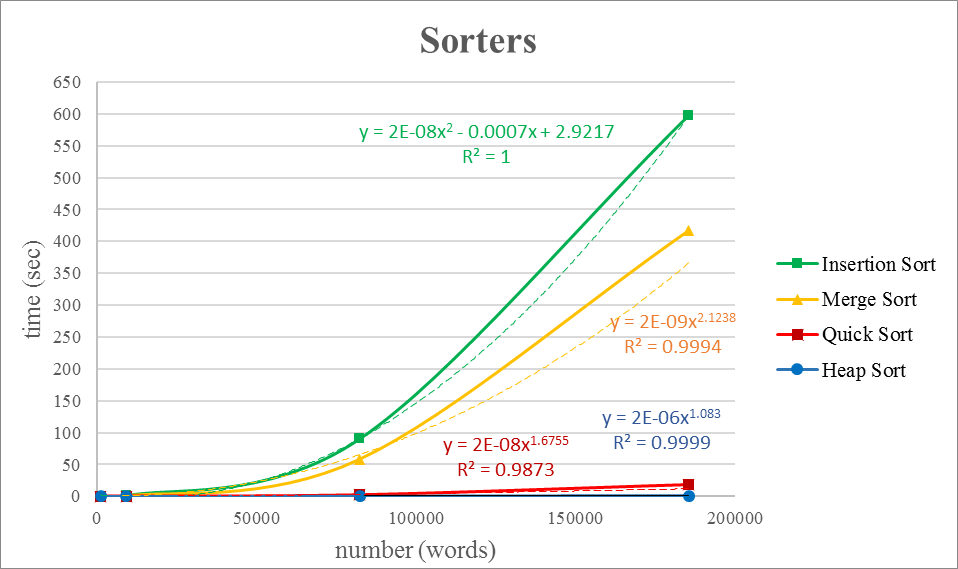 Sorters
650
600
550
500
450
400
350
300
250
200
150
100
50
0
time (sec)
y = 2E-08x² - 0.0007x + 2.9217
R² = 1
y = 2E-09x^2.1238
R² = 0.9994
y = 2E-06x^1.083
R² = 0.9999
y = 2E-08x^1.6755
R² = 0.9873
0 50000 100000 150000 200000
number (words)
Insertion Sort
Merge Sort
Quick Sort
Heap Sort